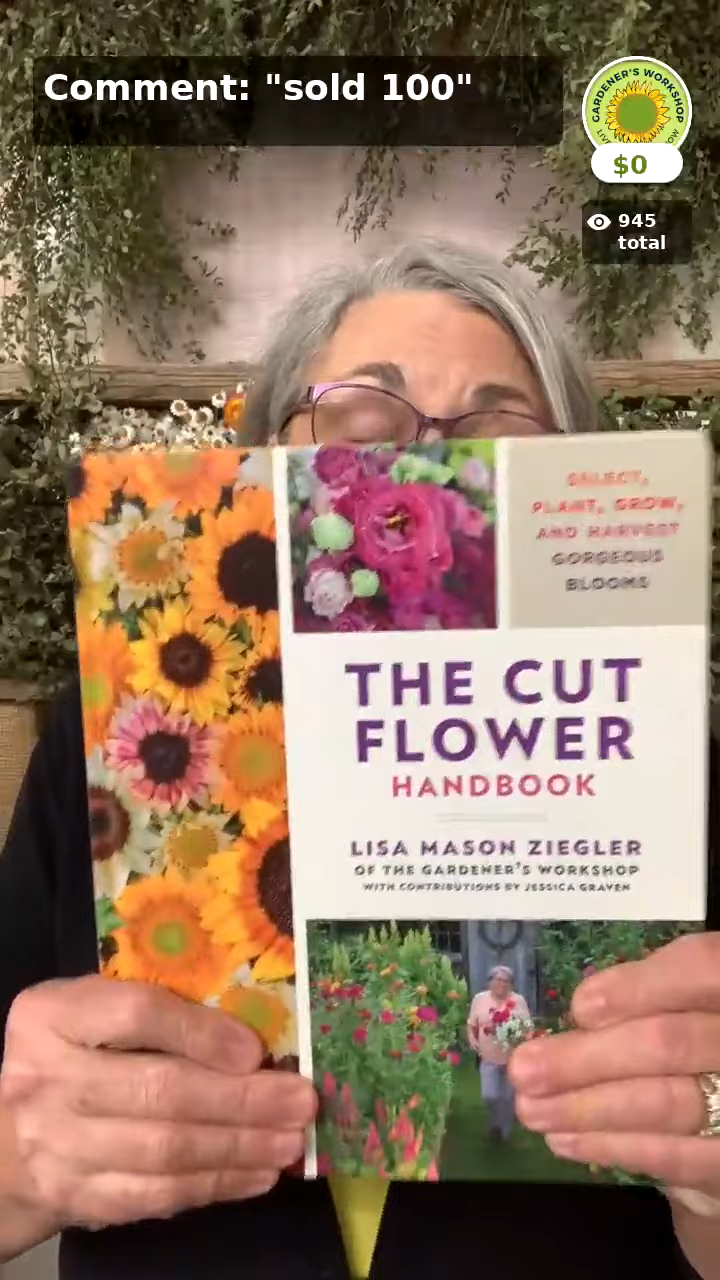 Comment: "sold 100"
GARDENER'S WORKSHOP
$0
945
total
SELECT,
PLANT, GROW,
AND HARVEST
GORGEOUS
BLOOMS
THE CUT
FLOWER
HANDBOOK
LISA MASON ZIEGLER
OF THE GARDENER'S WORKSHOP
WITH CONTRIBUTIONS BY JESSICA GRAVEN